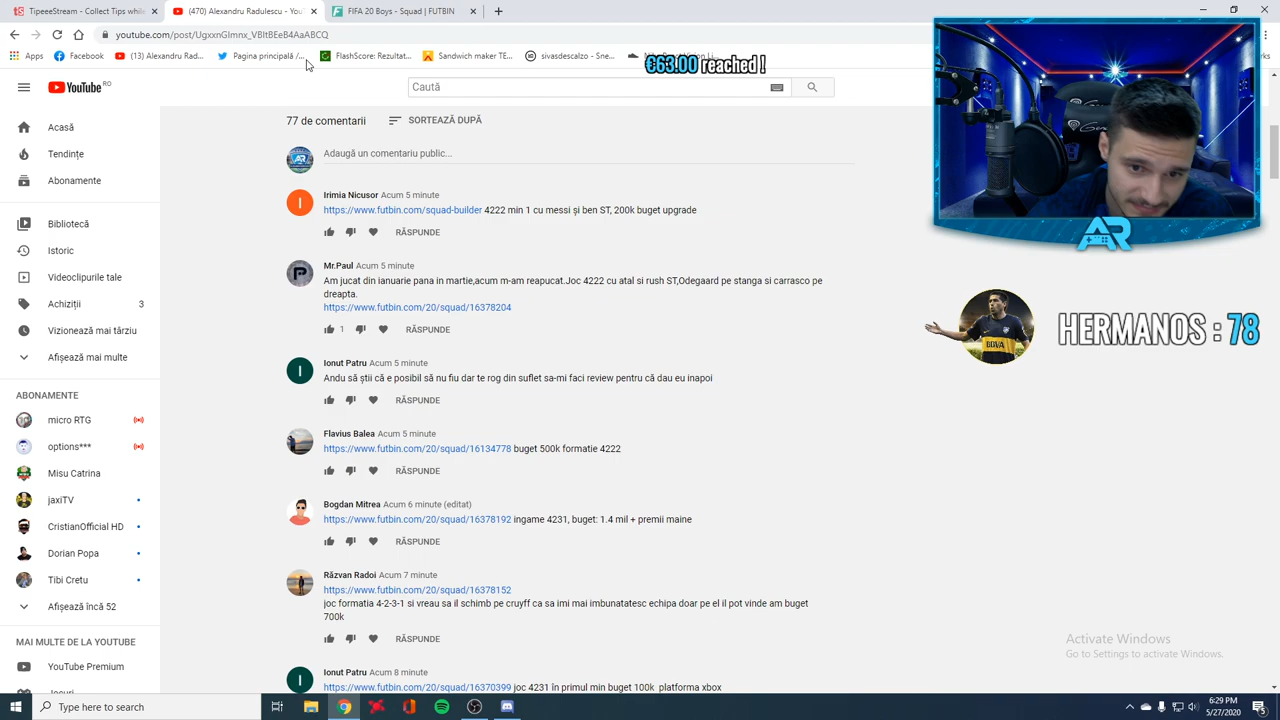 TipeeeStream - Collect Tips while
(470) Alexandru Radulescu - You
FIFA 20 Boys - Squad | FUTBIN
Apps
Facebook
(13) Alexandru Rad...
Pagina principală /...
FlashScore: Rezultat...
Sandwich maker TE...
sivasdescalzo - Sne...
€63.00 reached !
YouTube RO
Caută
Acasă
Tendințe
Abonamente
Bibliotecă
Istoric
Videoclipurile tale
Achiziții 3
Vizionează mai târziu
Afișează mai multe
ABONAMENTE
micro RTG
options***
Misu Catrina
jaxiTV
CristianOfficial HD
Dorian Popa
Tibi Cretu
Afișează încă 52
MAI MULTE DE LA YOUTUBE
YouTube Premium
77 de comentarii SORTEAZĂ DUPĂ
Adaugă un comentariu public...
Irimia Nicusor Acum 5 minute
https://www.futbin.com/squad-builder 4222 min 1 cu messi și ben ST, 200k buget upgrade
RĂSPUNDE
Mr.Paul Acum 5 minute
Am jucat din ianuarie pana in martie,acum m-am reapucat.Joc 4222 cu atal si rush ST,Odegaard pe stanga si carrasco pe
dreapta.
https://www.futbin.com/20/squad/16378204
1 RĂSPUNDE
Ionut Patru Acum 5 minute
Andu să știi că e posibil să nu fiu dar te rog din suflet sa-mi faci review pentru că dau eu inapoi
RĂSPUNDE
Flavius Balea Acum 5 minute
https://www.futbin.com/20/squad/16134778 buget 500k formatie 4222
RĂSPUNDE
Bogdan Mitrea Acum 6 minute (editat)
https://www.futbin.com/20/squad/16378192 ingame 4231, buget: 1.4 mil + premii maine
RĂSPUNDE
Răzvan Radoi Acum 7 minute
https://www.futbin.com/20/squad/16378152
joc formatia 4-2-3-1 si vreau sa il schimb pe cruyff ca sa imi mai imbunatatesc echipa doar pe el il pot vinde am buget
700k
RĂSPUNDE
Ionut Patru Acum 8 minute
https://www.futbin.com/20/squad/16370399 joc 4231 în primul min buget 100k platforma xbox
AR
HERMANOS : 78
Activate Windows
Go to Settings to activate Windows.
Type here to search
6:29 PM
5/27/2020